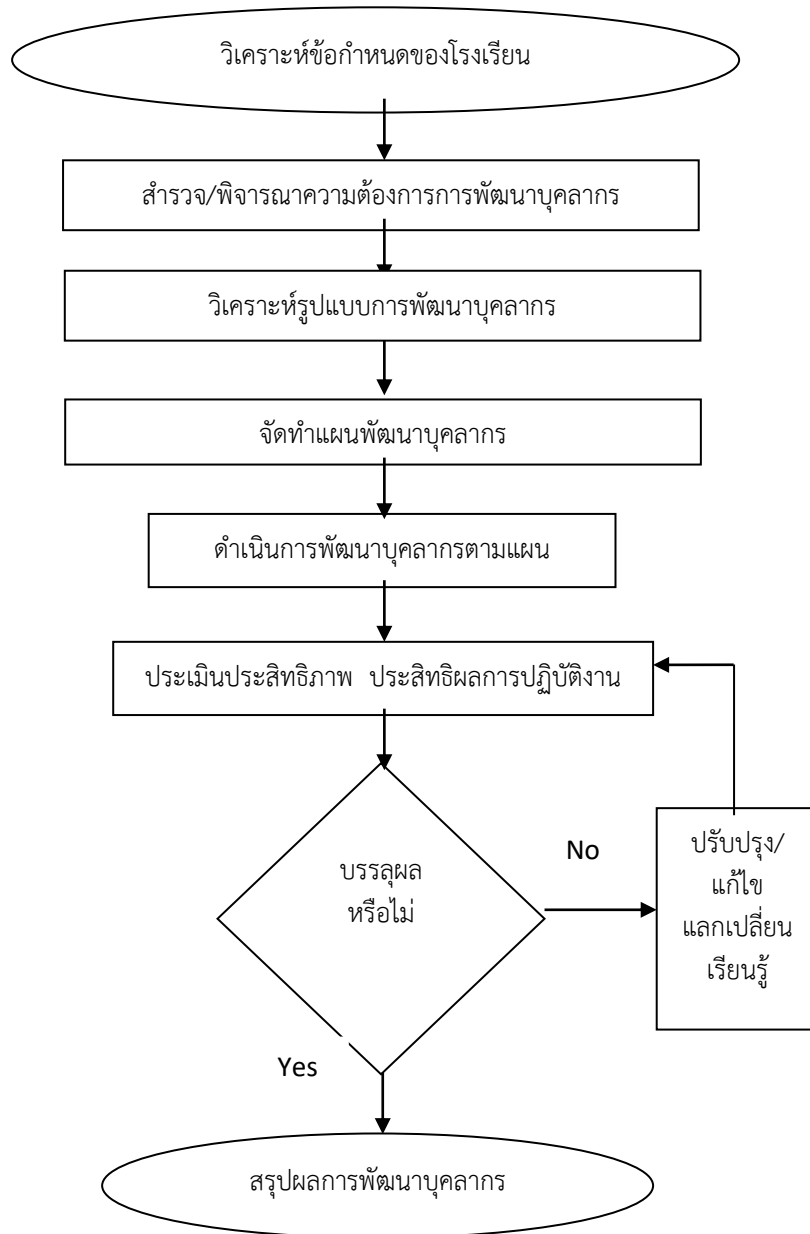 วิเคราะห์ข้อกำหนดของโรงเรียน
สำรวจ/พิจารณาความต้องการการพัฒนาบุคลากร
วิเคราะห์รูปแบบการพัฒนาบุคลากร
จัดทำแผนพัฒนาบุคลากร
ดำเนินการพัฒนาบุคลากรตามแผน
ประเมินประสิทธิภาพ ประสิทธิผลการปฏิบัติงาน
บรรลุผล
หรือไม่
No
ปรับปรุง/
แก้ไข
แลกเปลี่ยน
เรียนรู้
Yes
สรุปผลการพัฒนาบุคลากร